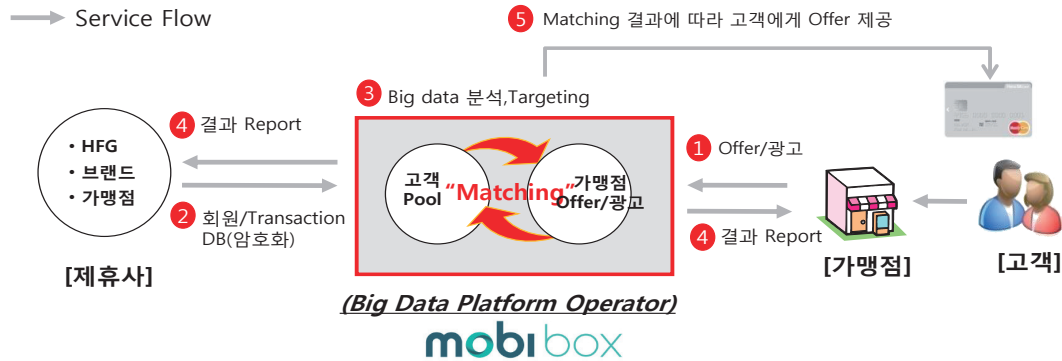 Service Flow
5 Matching 결과에 따라 고객에게 Offer 제공
3 Big data 분석,Targeting
4 결과 Report
• HFG
• 브랜드
• 가맹점
2 회원/Transaction
DB(암호화)
[제휴사]
고객
Pool
“Matching”
가맹점
Offer/광고
1 Offer/광고
4 결과 Report
[가맹점]
[고객]
(Big Data Platform Operator)
mobibox